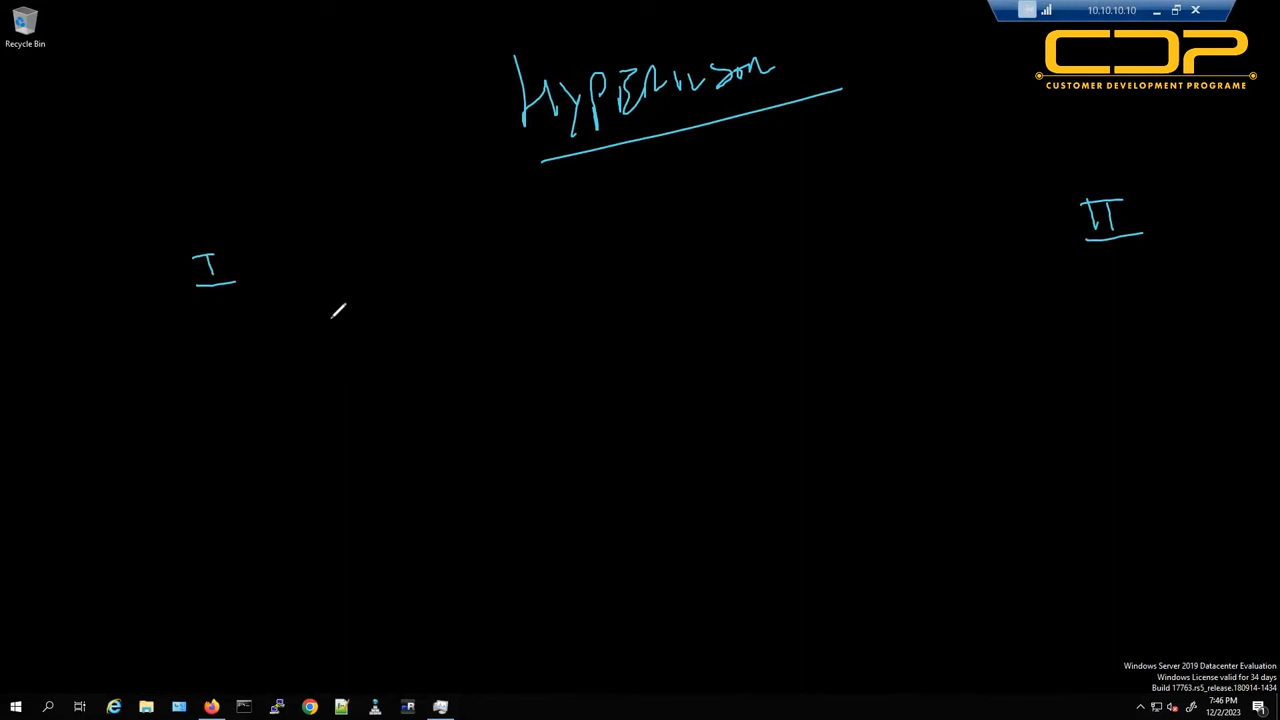 Recycle Bin
10.10.10.10
CDP
CUSTOMER DEVELOPMENT PROGRAME
HypERvisor
I
II
Windows Server 2019 Datacenter Evaluation
Windows License valid for 34 days
Build 17763.rs5_release.180914-1434
7:46 PM
12/2/2023